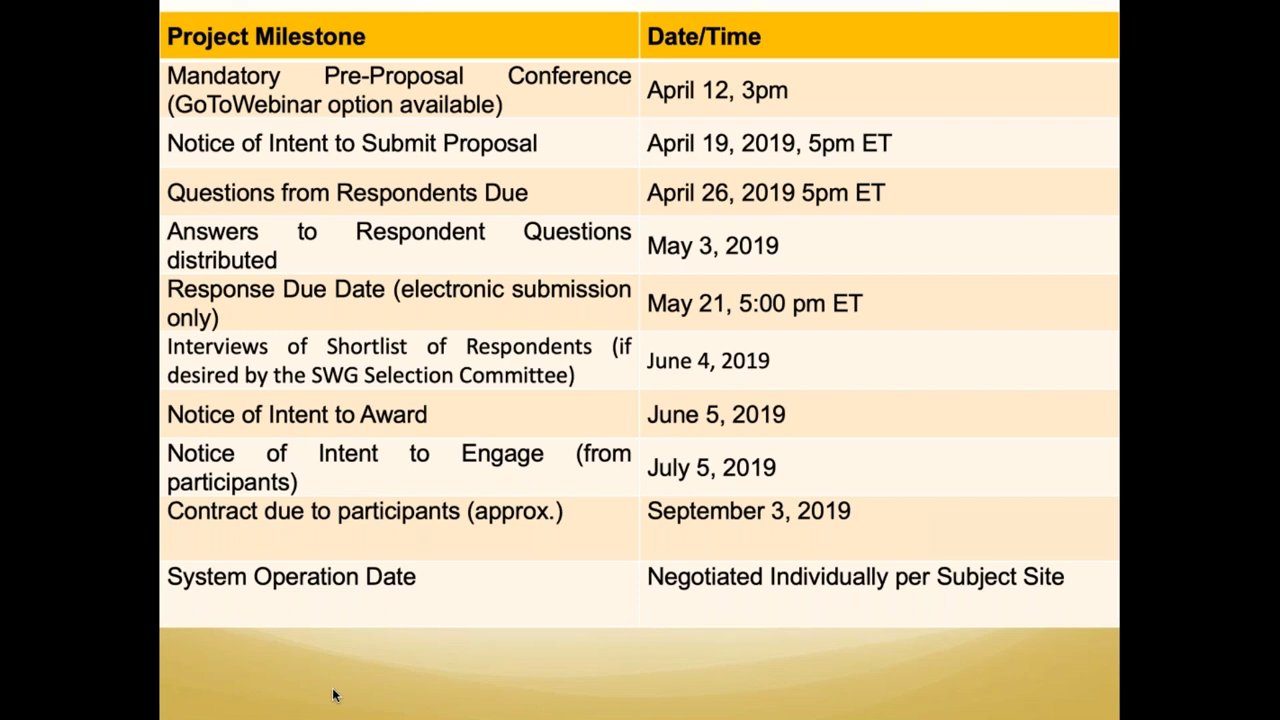 Project Milestone
Date/Time
Mandatory Pre-Proposal Conference
(GoToWebinar option available)
April 12, 3pm
Notice of Intent to Submit Proposal
April 19, 2019, 5pm ET
Questions from Respondents Due
April 26, 2019 5pm ET
Answers to Respondent Questions
distributed
May 3, 2019
Response Due Date (electronic submission
only)
May 21, 5:00 pm ET
Interviews of Shortlist of Respondents (if
desired by the SWG Selection Committee)
June 4, 2019
Notice of Intent to Award
June 5, 2019
Notice of Intent to Engage (from
participants)
July 5, 2019
Contract due to participants (approx.)
September 3, 2019
System Operation Date
Negotiated Individually per Subject Site